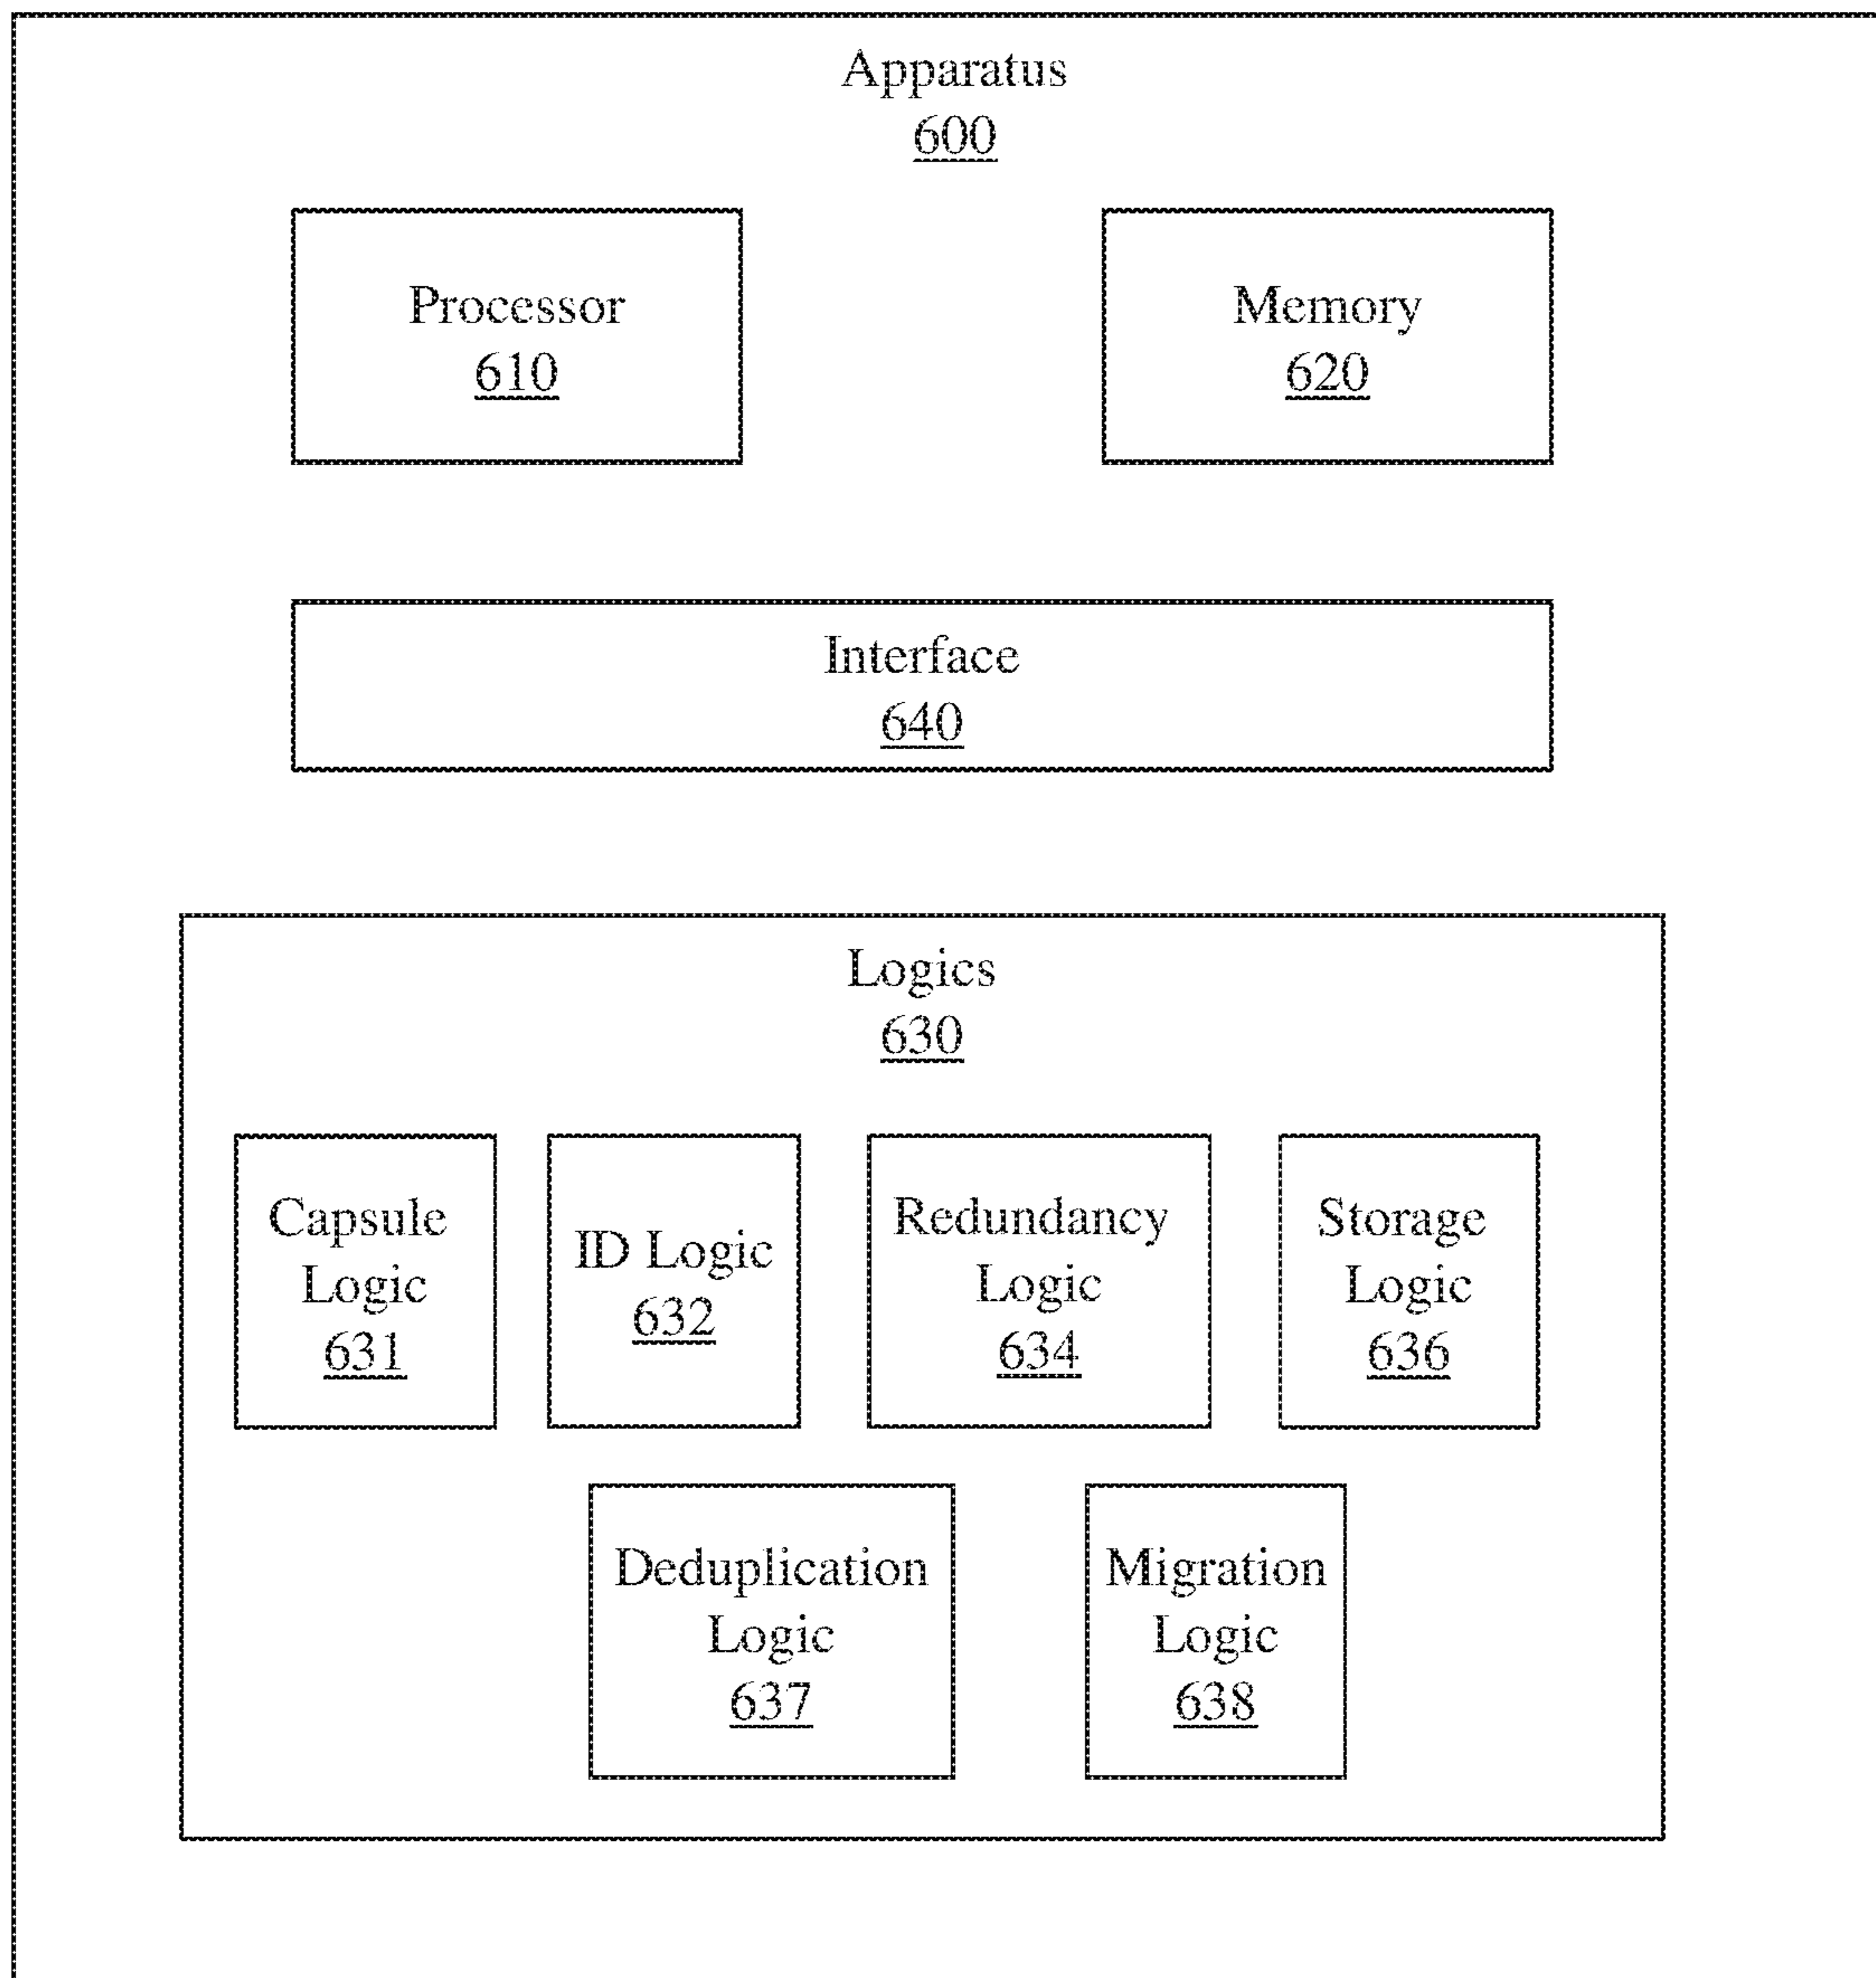 Apparatus
600
Processor
610
Memory
620
Interface
640
Logics
630
Capsule
Logic
631
ID Logic
632
Redundancy
Logic
634
Storage
Logic
636
Deduplication
Logic
637
Migration
Logic
638